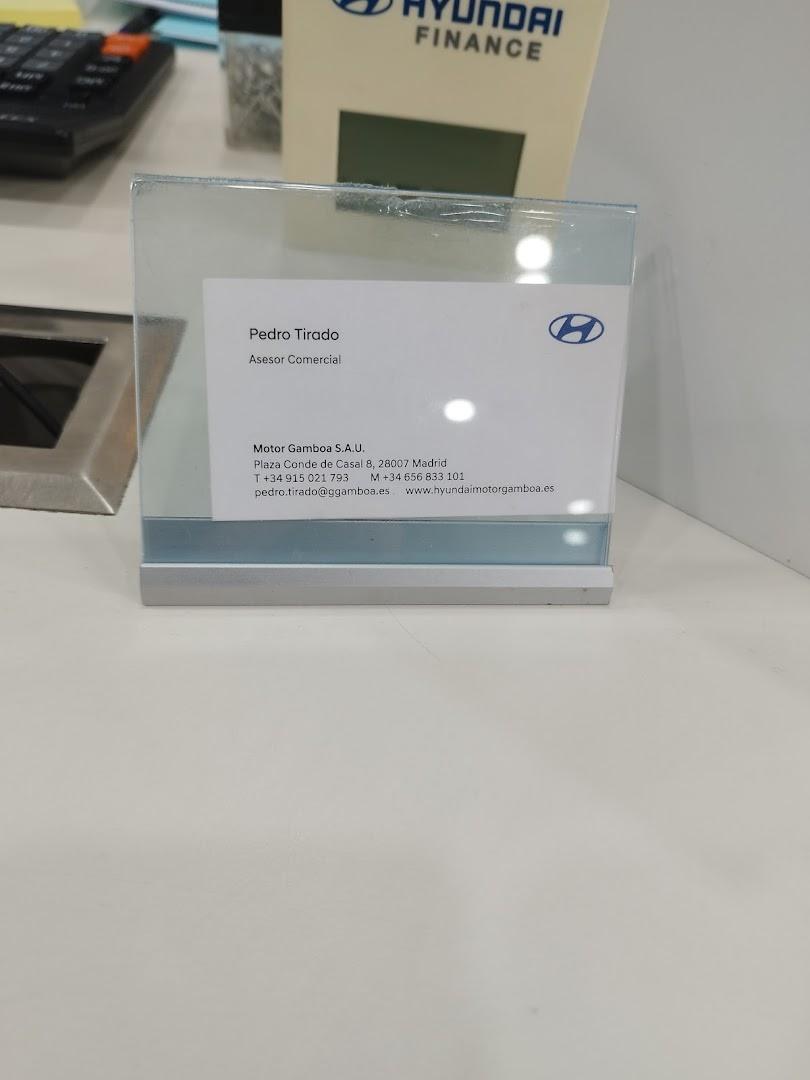 HYUNDAI
FINANCE
Pedro Tirado
Asesor Comercial
Motor Gamboa S.A.U.
Plaza Conde de Casal 8, 28007 Madrid
T +34 915 021 793 M +34 656 833 101
pedro.tirado@ggamboa.es . www.hyundaimotorgamboa.es